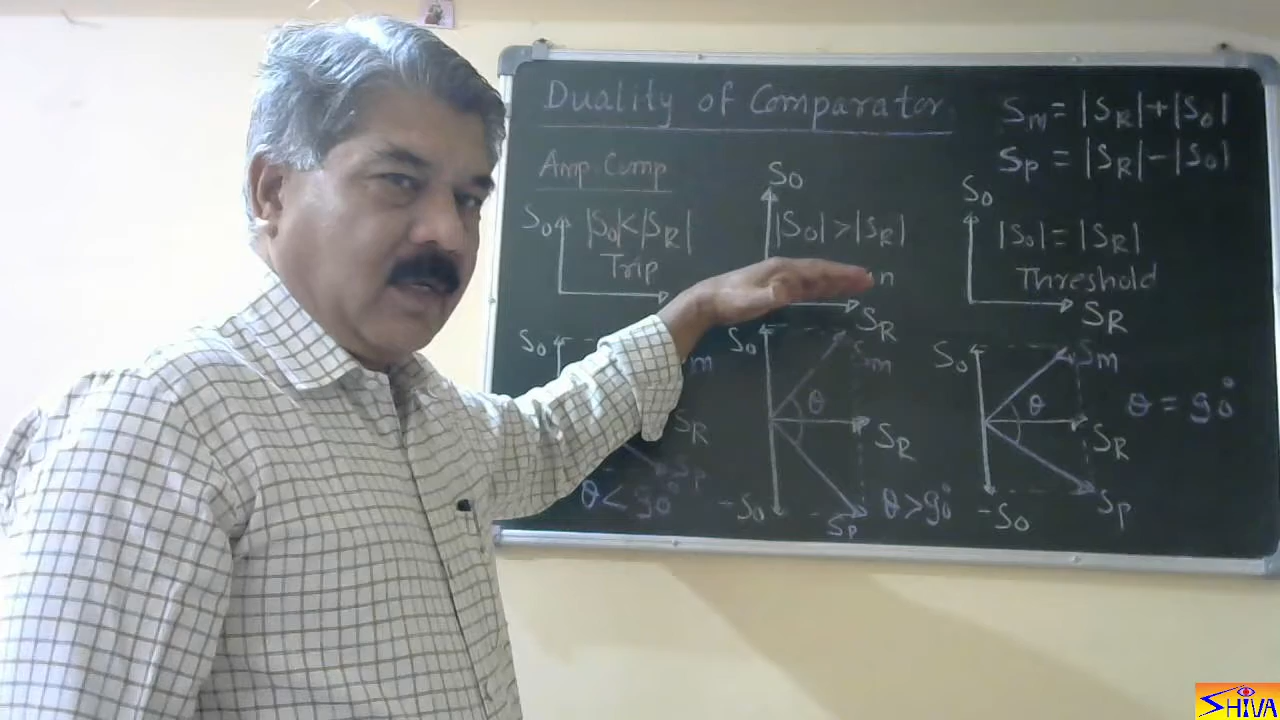 Duality of Comparator
Sm = |SR|+|So|
Sp = |SR|-|So|
Amp-Comp
So
|So|<|SR|
Trip
So
|So|>|SR|
n
SR
So
|So|=|SR|
Threshold
SR
So
m
SR
Sp
θ<90°
So
Sm
θ
SR
-So
Sp
θ>90°
So
Sm
θ
SR
-So
Sp
θ = 90°
SHIVA